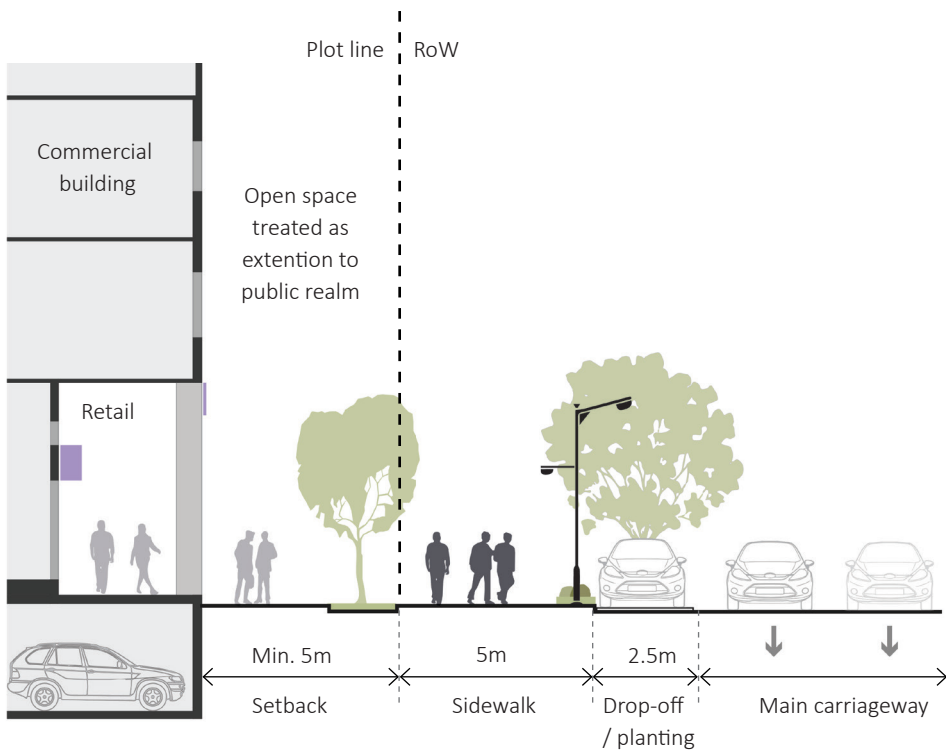 Plot line
RoW
Commercial
building
Open space
treated as
extention to
public realm
Retail
Min. 5m
5m
2.5m
Setback
Sidewalk
Drop-off
/ planting
Main carriageway